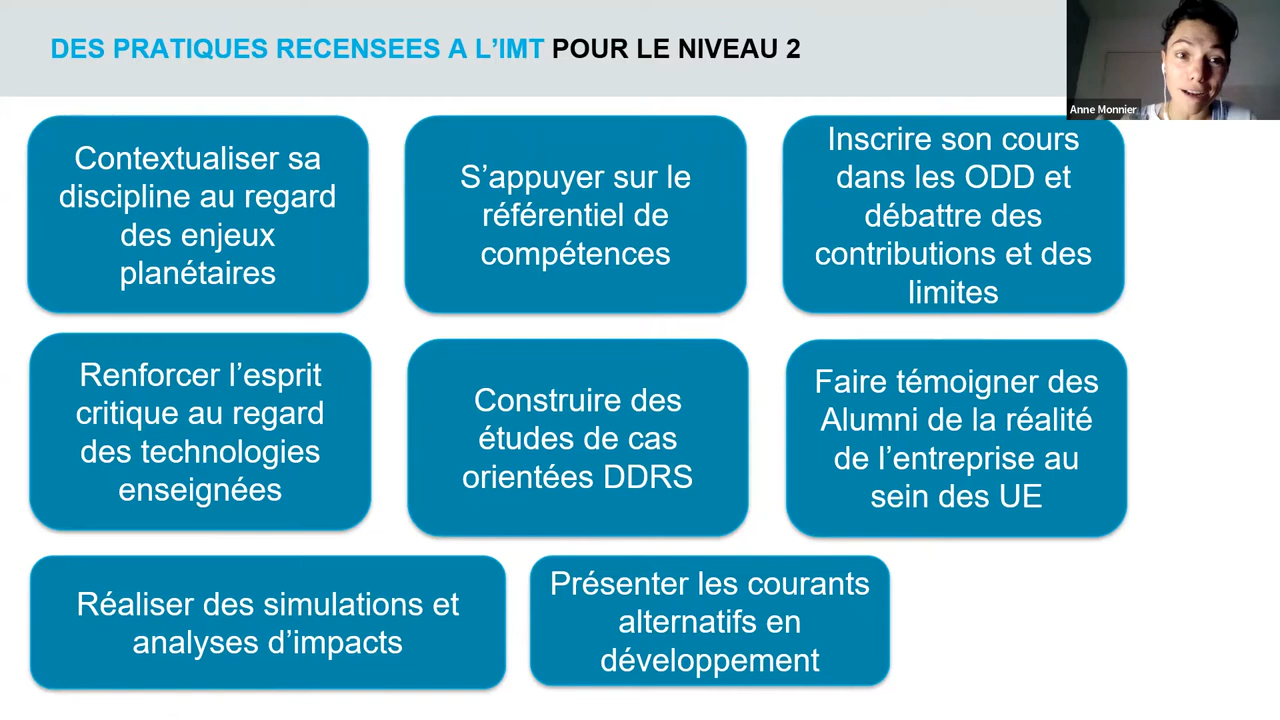 DES PRATIQUES RECENSEES A L’IMT POUR LE NIVEAU 2
Anne Monnier
Contextualiser sa
discipline au regard
des enjeux
planétaires
S’appuyer sur le
référentiel de
compétences
Inscrire son cours
dans les ODD et
débattre des
contributions et des
limites
Renforcer l’esprit
critique au regard
des technologies
enseignées
Construire des
études de cas
orientées DDRS
Faire témoigner des
Alumni de la réalité
de l’entreprise au
sein des UE
Réaliser des simulations et
analyses d’impacts
Présenter les courants
alternatifs en
développement